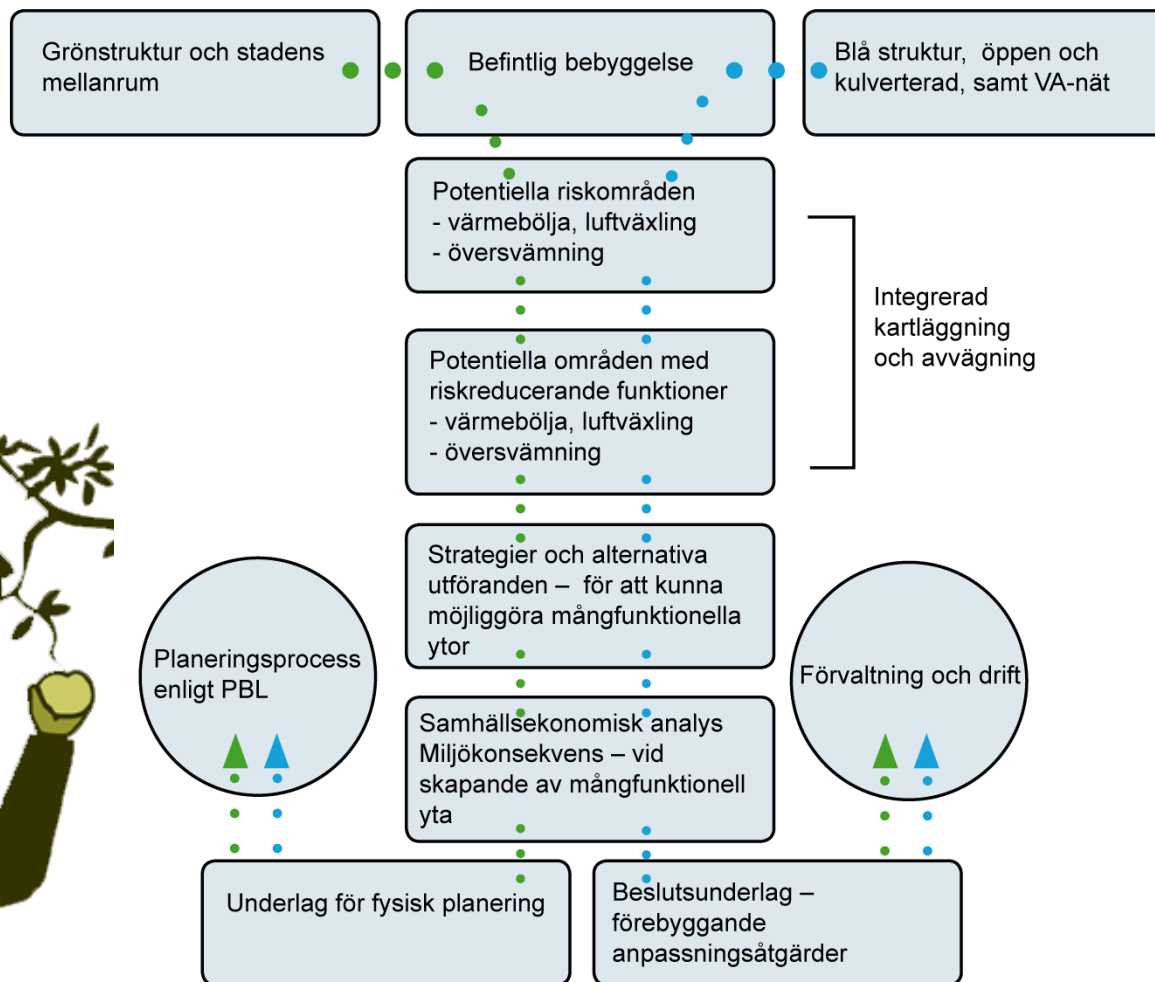 Grönstruktur och stadens
mellanrum
Befintlig bebyggelse
Blå struktur, öppen och
kulverterad, samt VA-nät
Potentiella riskområden
- värmebölja, luftväxling
- översvämning
Integrerad
kartläggning
och avvägning
Potentiella områden med
riskreducerande funktioner
- värmebölja, luftväxling
- översvämning
Strategier och alternativa
utföranden – för att kunna
möjliggöra mångfunktionella
ytor
Planeringsprocess
enligt PBL
Förvaltning och drift
Samhällsekonomisk analys
Miljökonsekvens – vid
skapande av mångfunktionell
yta
Underlag för fysisk planering
Beslutsunderlag –
förebyggande
anpassningsåtgärder